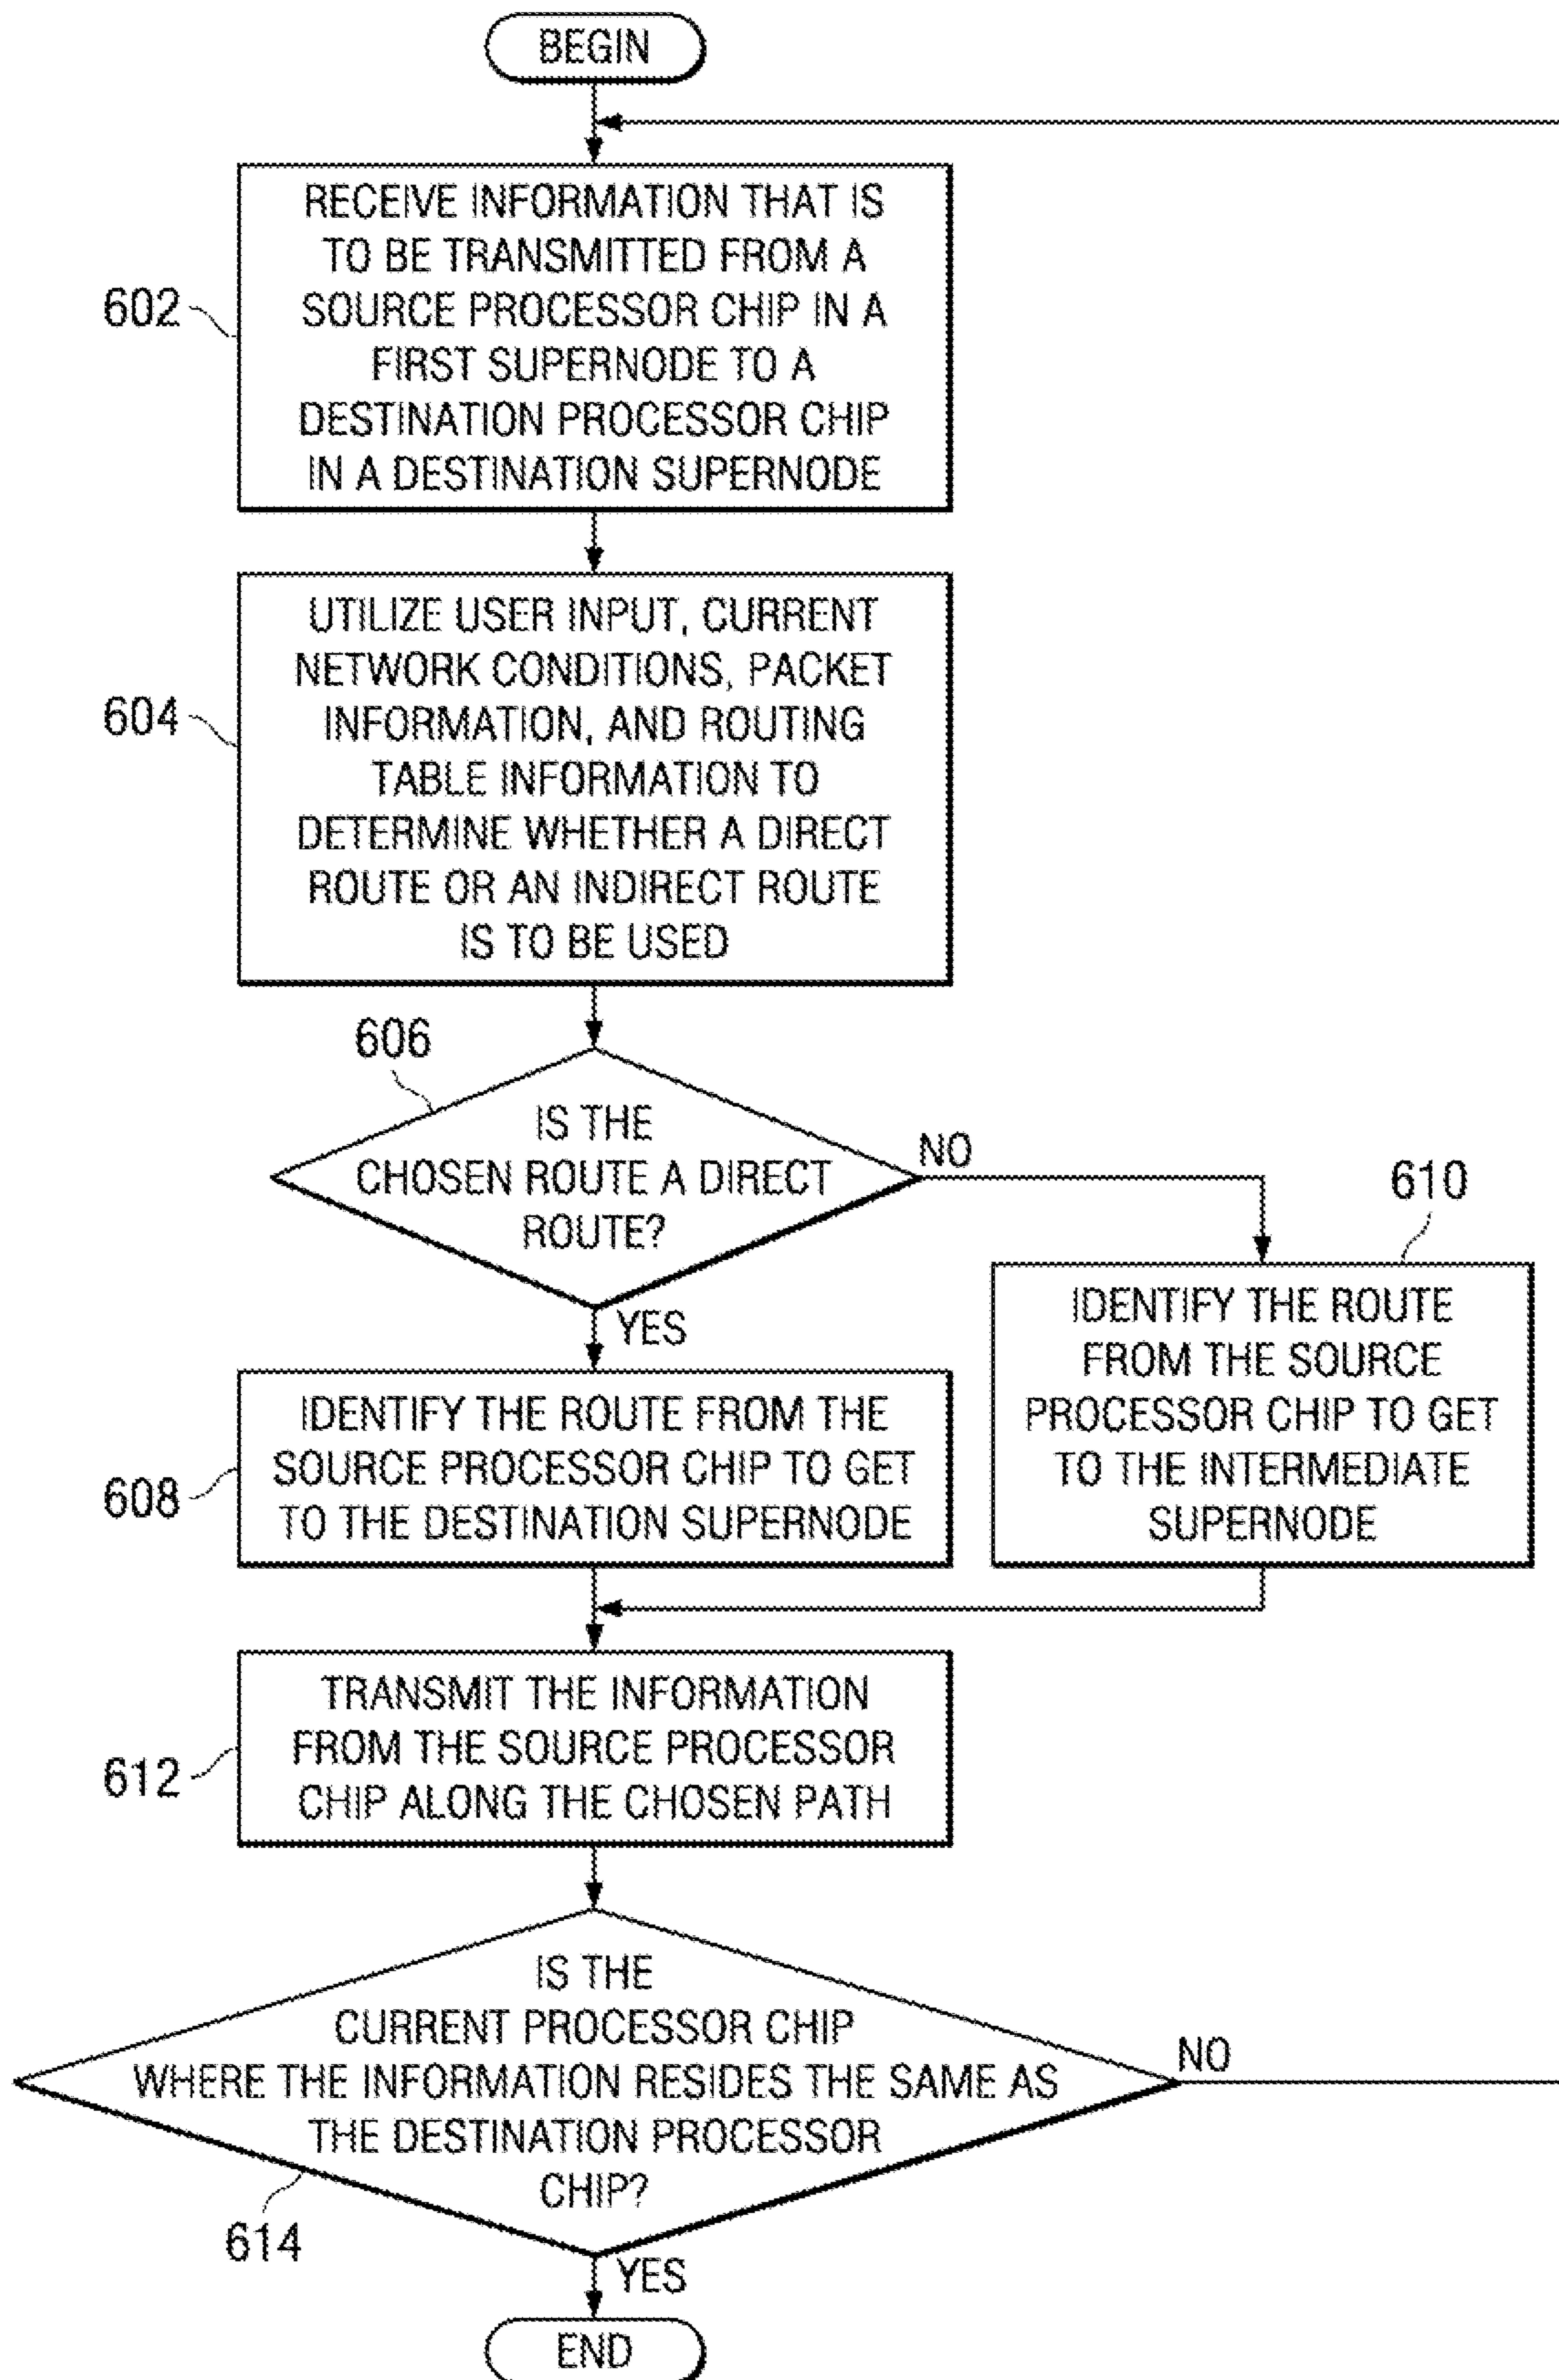 BEGIN
RECEIVE INFORMATION THAT IS
TO BE TRANSMITTED FROM A
SOURCE PROCESSOR CHIP IN A
FIRST SUPERNODE TO A
DESTINATION PROCESSOR CHIP
IN A DESTINATION SUPERNODE
602
UTILIZE USER INPUT, CURRENT
NETWORK CONDITIONS, PACKET
INFORMATION, AND ROUTING
TABLE INFORMATION TO
DETERMINE WHETHER A DIRECT
ROUTE OR AN INDIRECT ROUTE
IS TO BE USED
604
606
IS THE
CHOSEN ROUTE A DIRECT
ROUTE?
NO
YES
610
IDENTIFY THE ROUTE
FROM THE SOURCE
PROCESSOR CHIP TO GET
TO THE INTERMEDIATE
SUPERNODE
IDENTIFY THE ROUTE FROM THE
SOURCE PROCESSOR CHIP TO GET
TO THE DESTINATION SUPERNODE
608
TRANSMIT THE INFORMATION
FROM THE SOURCE PROCESSOR
CHIP ALONG THE CHOSEN PATH
612
IS THE
CURRENT PROCESSOR CHIP
WHERE THE INFORMATION RESIDES THE SAME AS
THE DESTINATION PROCESSOR
CHIP?
NO
614
YES
END